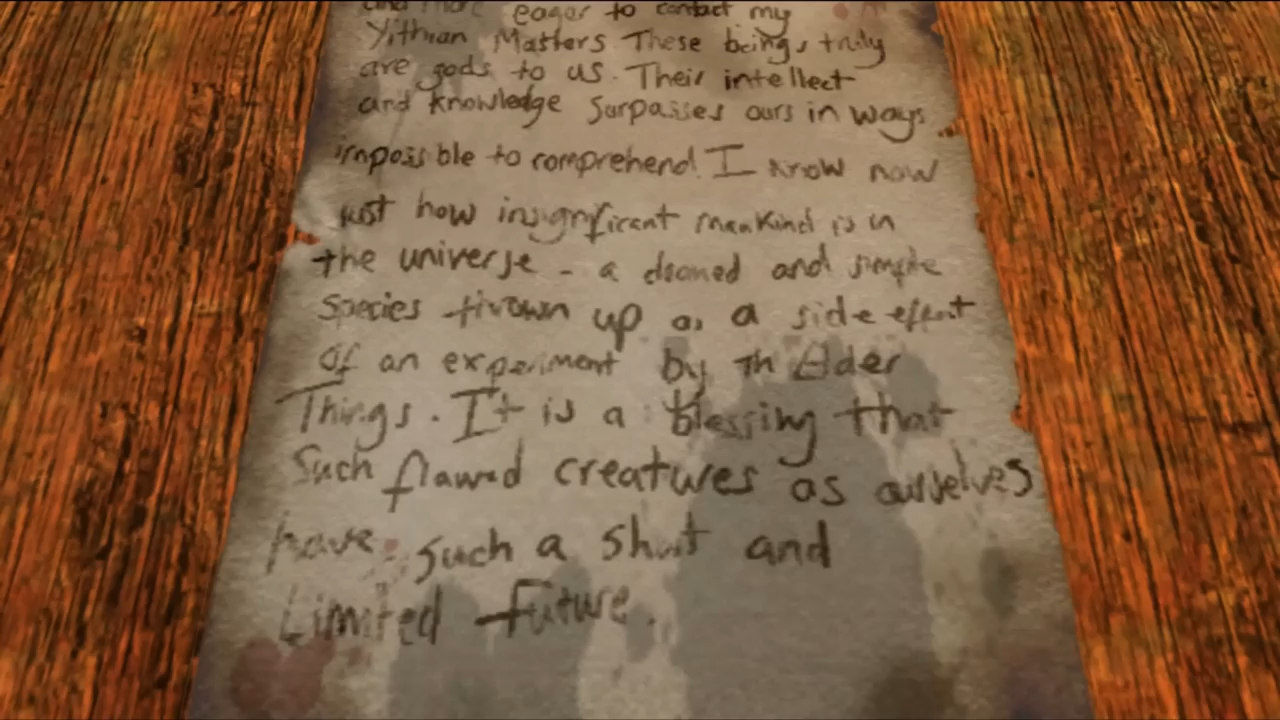 and more eager to contact my
Yithian Masters. These beings truly
are gods to us. Their intellect
and knowledge surpasses ours in ways
impossible to comprehend. I know now
just how insignificant mankind is in
the universe - a doomed and simple
species thrown up as a side effect
of an experiment by th Elder
Things. It is a blessing that
such flawed creatures as ourselves
have such a short and
Limited future.